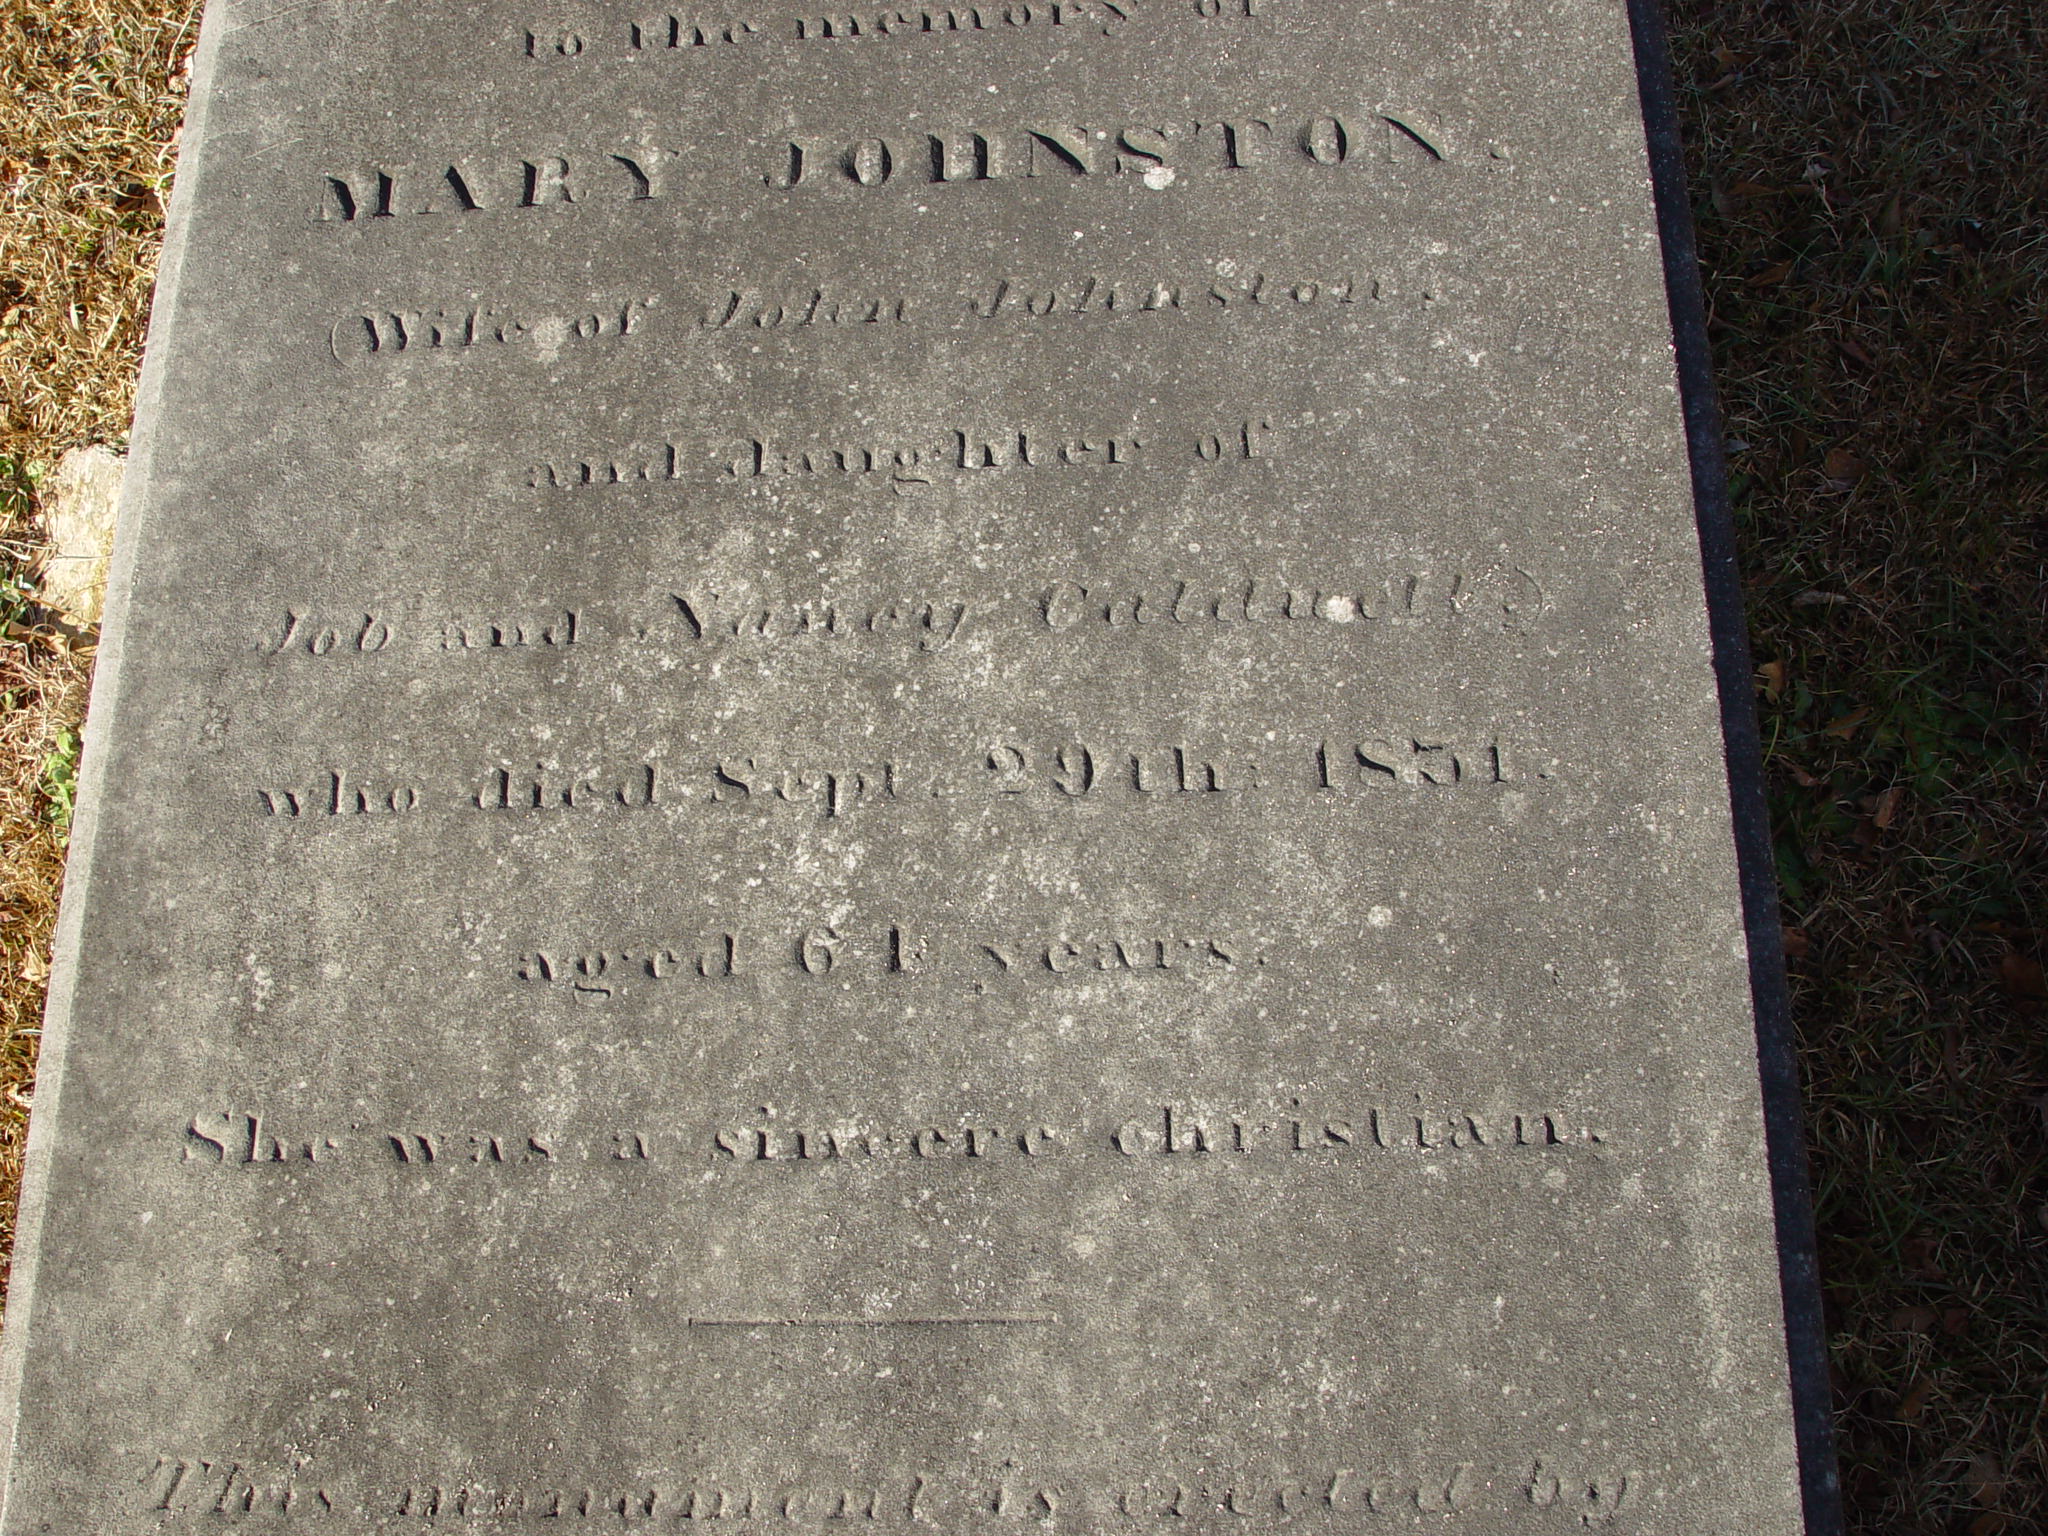 to the memory of
MARY JOHNSTON.
(Wife of John Johnston.
and daughter of
Job and Nancy Caldwell;)
who died Sept. 29th: 1851.
aged 61 years.
She was a sincere christian.
This monument is erected by